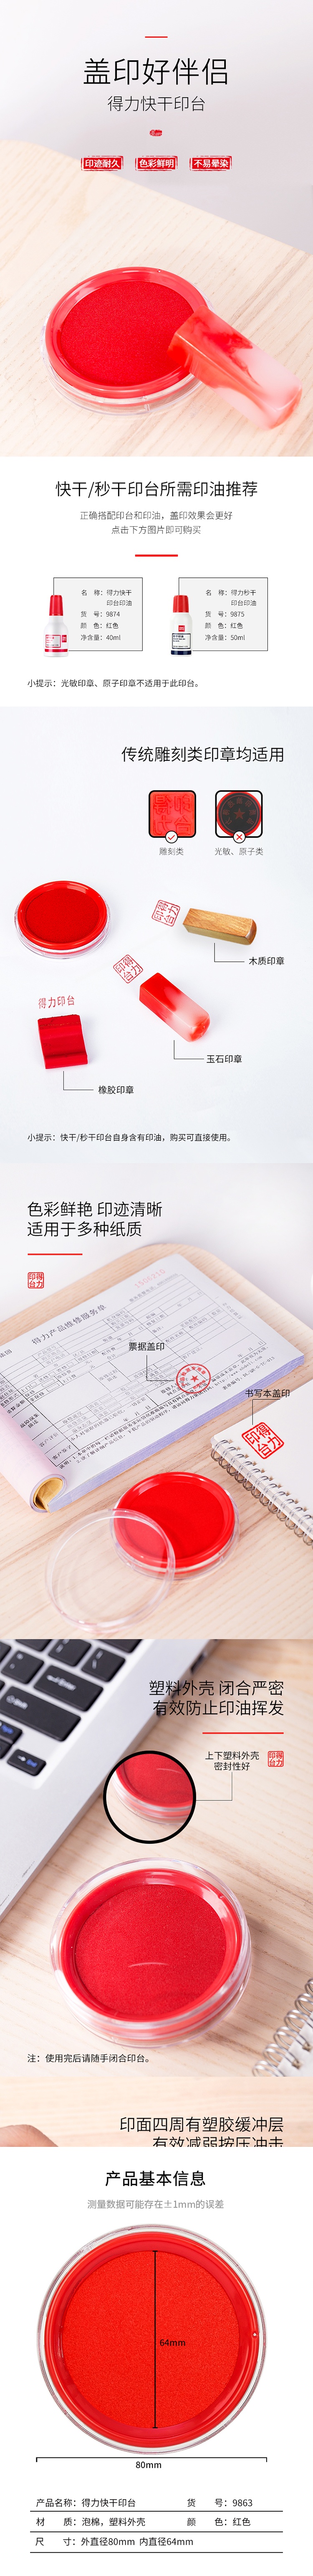 盖印好伴侣
得力快干印台
印迹耐久 色彩鲜明 不易晕染
快干/秒干印台所需印油推荐
正确搭配印台和印油，盖印效果会更好
点击下方图片即可购买
名 称：得力快干
印台印油
货 号：9874
颜 色：红色
净含量：40ml
名 称：得力秒干
印台印油
货 号：9875
颜 色：红色
净含量：50ml
小提示：光敏印章、原子印章不适用于此印台。
传统雕刻类印章均适用
雕刻类 光敏、原子类
木质印章
得力印台
玉石印章
橡胶印章
小提示：快干/秒干印台自身含有印油，购买可直接使用。
色彩鲜艳 印迹清晰
适用于多种纸质
得力印台
得力产品维修服务单
票据盖印
书写本盖印
得力印台
塑料外壳 闭合严密
有效防止印油挥发
上下塑料外壳
密封性好
得力印台
注：使用完后请随手闭合印台。
印面四周有塑胶缓冲层
有效减弱按压冲击
产品基本信息
测量数据可能存在±1mm的误差
64mm
80mm
产品名称：得力快干印台 货 号：9863
材 质：泡棉，塑料外壳 颜 色：红色
尺 寸：外直径80mm 内直径64mm